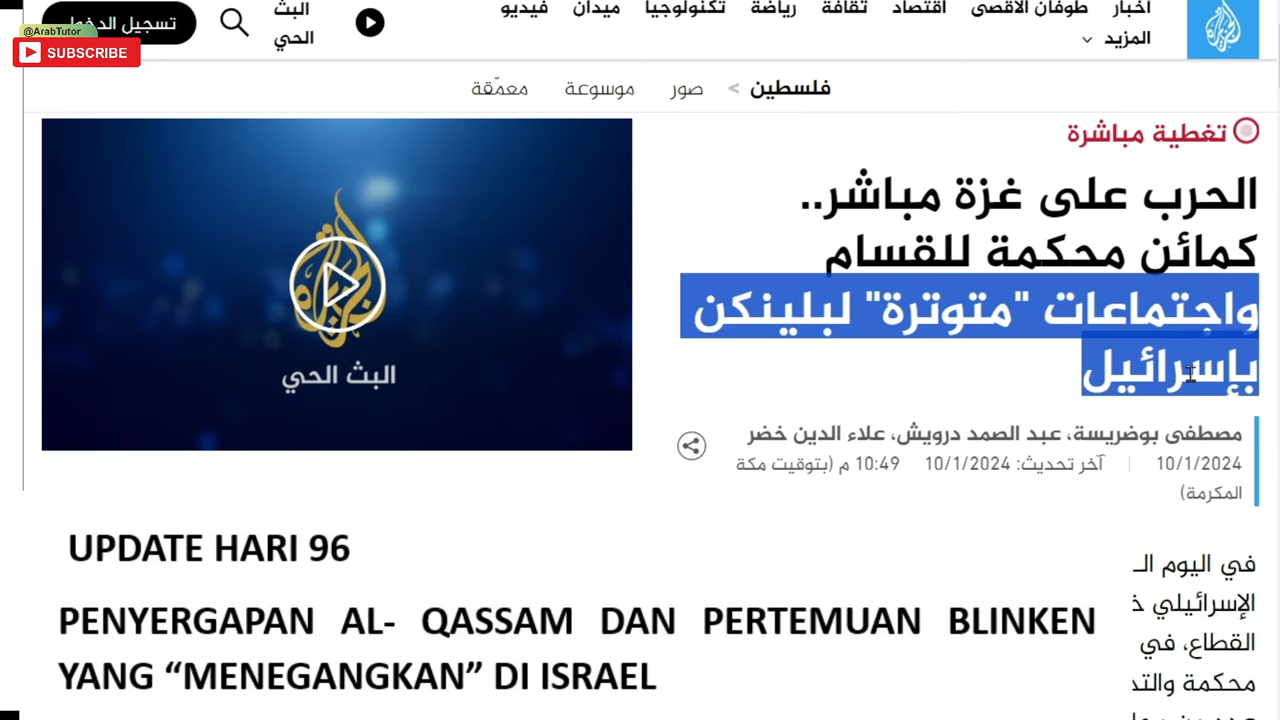 أخبار طوفان الأقصى اقتصاد ثقافة رياضة تكنولوجيا ميدان فيديو
المزيد
البث
الحي
تسجيل الدخول
@ArabTutor
SUBSCRIBE
فلسطين > صور موسوعة معمّقة
تغطية مباشرة
الحرب على غزة مباشر..
كمائن محكمة للقسام
واجتماعات "متوترة" لبلينكن
بإسرائيل
البث الحي
مصطفى بوضريسة، عبد الصمد درويش، علاء الدين خضر
10/1/2024 | آخر تحديث: 10/1/2024 10:49 م (بتوقيت مكة
المكرمة)
UPDATE HARI 96
PENYERGAPAN AL- QASSAM DAN PERTEMUAN BLINKEN
YANG “MENEGANGKAN” DI ISRAEL
في اليوم الـ
الإسرائيلي
القطاع، في
محكمة